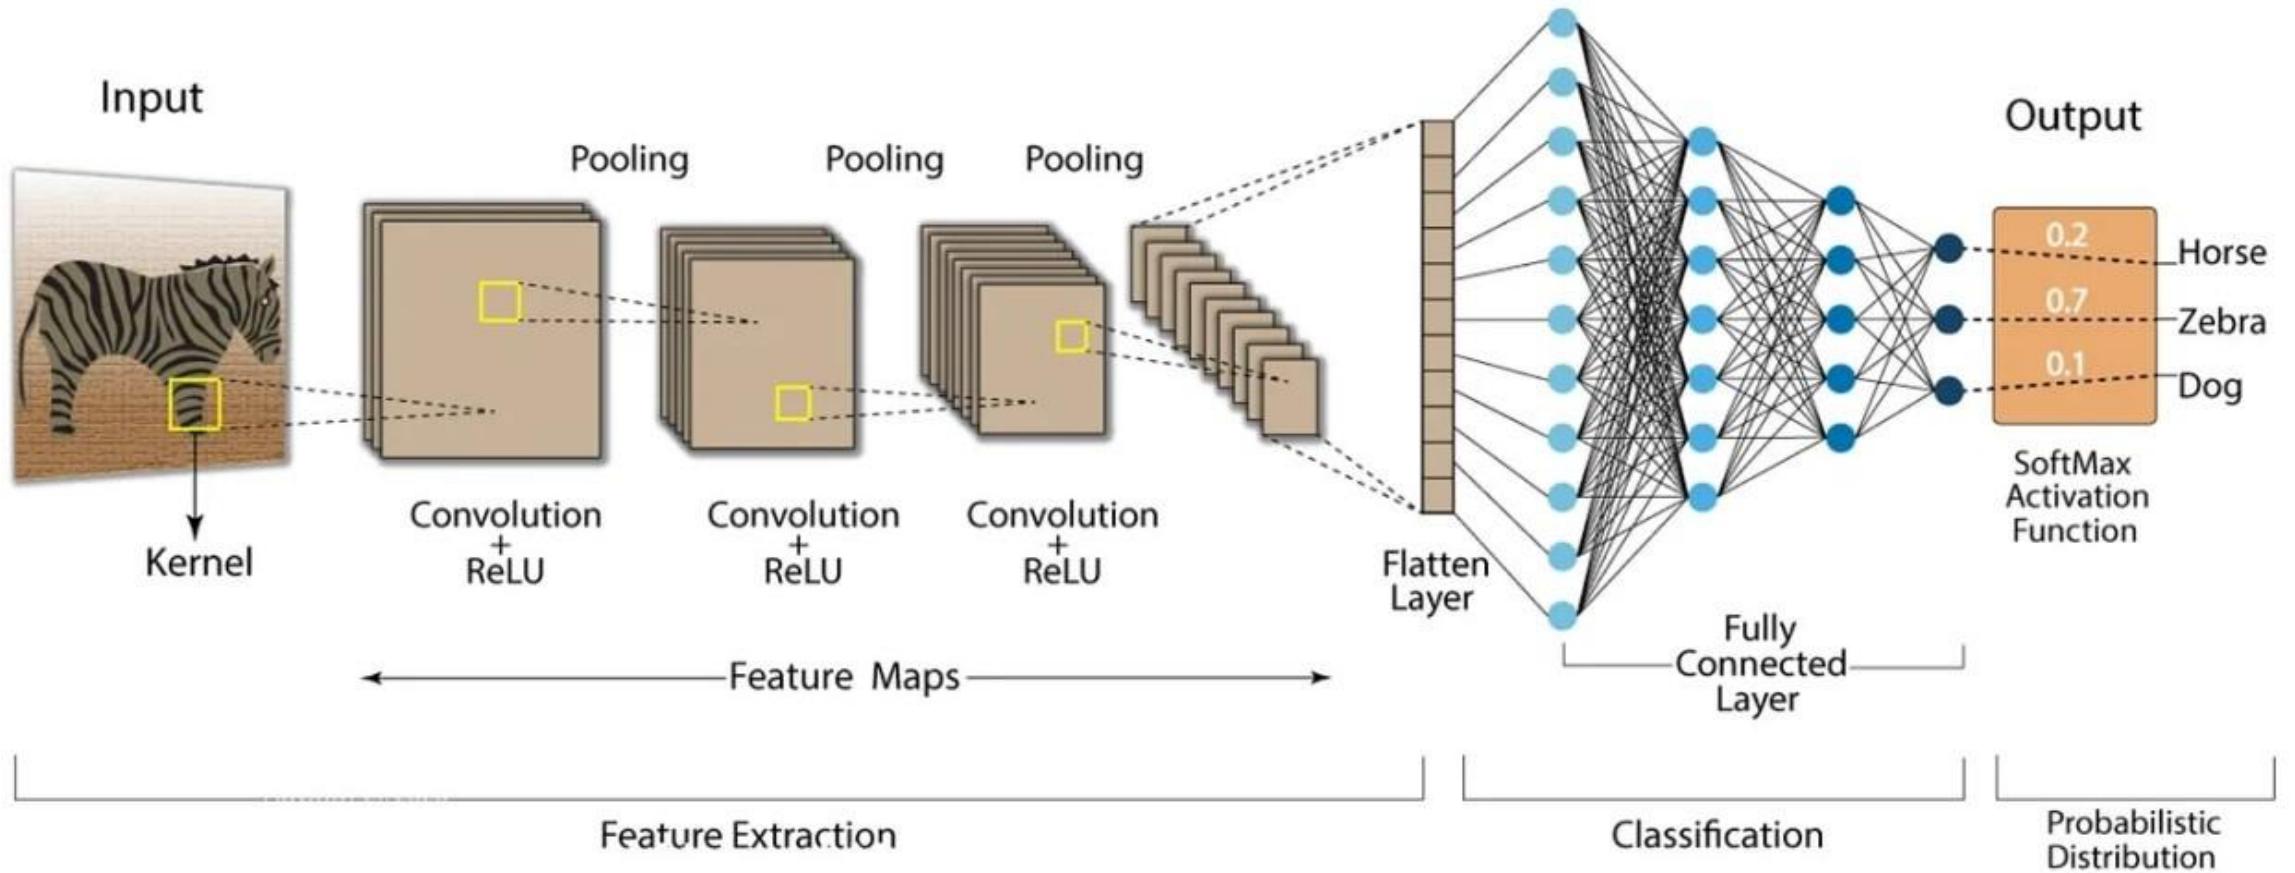 Input
Output
Pooling
Pooling
Pooling
0.2
Horse
0.7
Zebra
0.1
Dog
SoftMax
Activation
Function
Kernel
Convolution
+
ReLU
Convolution
+
ReLU
Convolution
+
ReLU
Flatten
Layer
Fully
Connected
Layer
Feature Maps
Feature Extraction
Classification
Probabilistic
Distribution